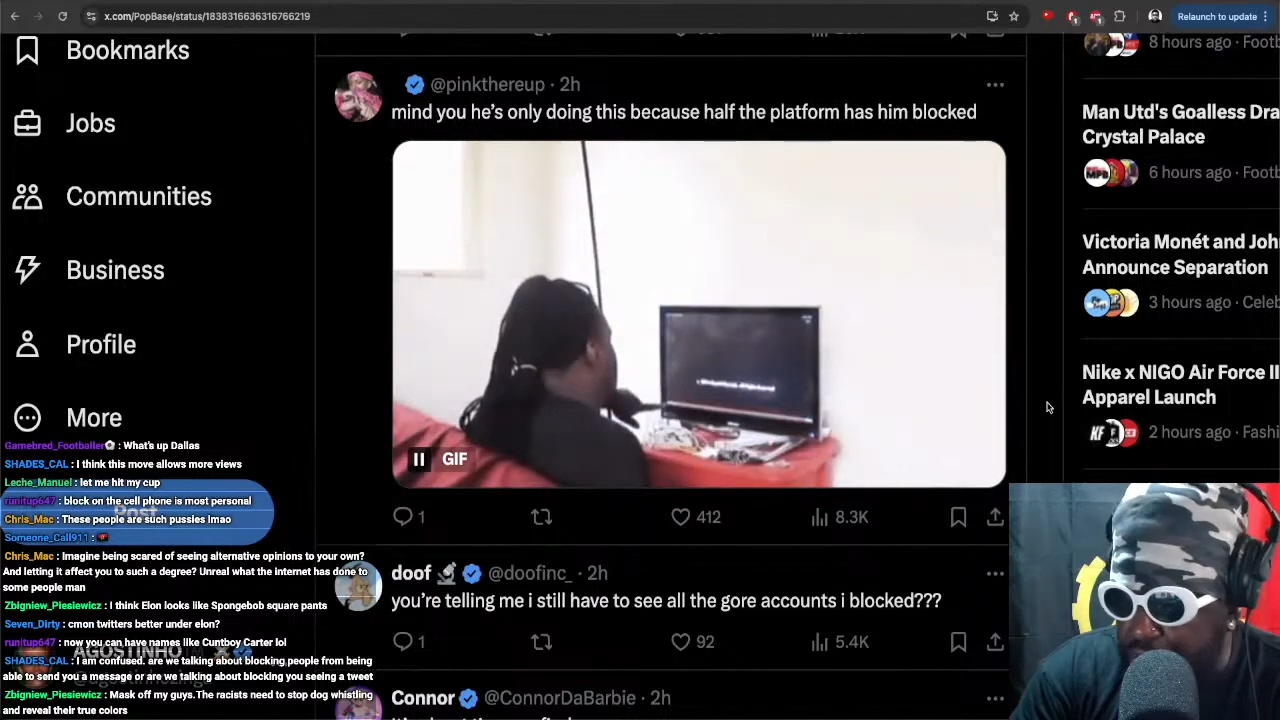 x.com/PopBase/status/1838316636316766219
Relaunch to update
Bookmarks
Jobs
Communities
Business
Profile
More
Post
@pinkthereup · 2h
mind you he's only doing this because half the platform has him blocked
GIF
1
412
8.3K
doof
@doofinc_ · 2h
you're telling me i still have to see all the gore accounts i blocked???
1
92
5.4K
Connor
@ConnorDaBarbie · 2h
8 hours ago · Footb
Man Utd's Goalless Dra
Crystal Palace
6 hours ago · Footb
Victoria Monét and Joh
Announce Separation
3 hours ago · Celeb
Nike x NIGO Air Force II
Apparel Launch
2 hours ago · Fashi
Gamebred_Footballer : What's up Dallas
SHADES_CAL : I think this move allows more views
Leche_Manuel : let me hit my cup
runitup647 : block on the cell phone is most personal
Chris_Mac : These people are such pussies lmao
Someone_Call911 :
Chris_Mac : Imagine being scared of seeing alternative opinions to your own?
And letting it affect you to such a degree? Unreal what the internet has done to
some people man
Zbigniew_Piesiewicz : I think Elon looks like Spongebob square pants
Seven_Dirty : cmon twitters better under elon?
runitup647 : now you can have names like Cuntboy Carter lol
AGOSTINHO
SHADES_CAL : I am confused. are we talking about blocking people from being
able to send you a message or are we talking about blocking you seeing a tweet
Zbigniew_Piesiewicz : Mask off my guys.The racists need to stop dog whistling
and reveal their true colors